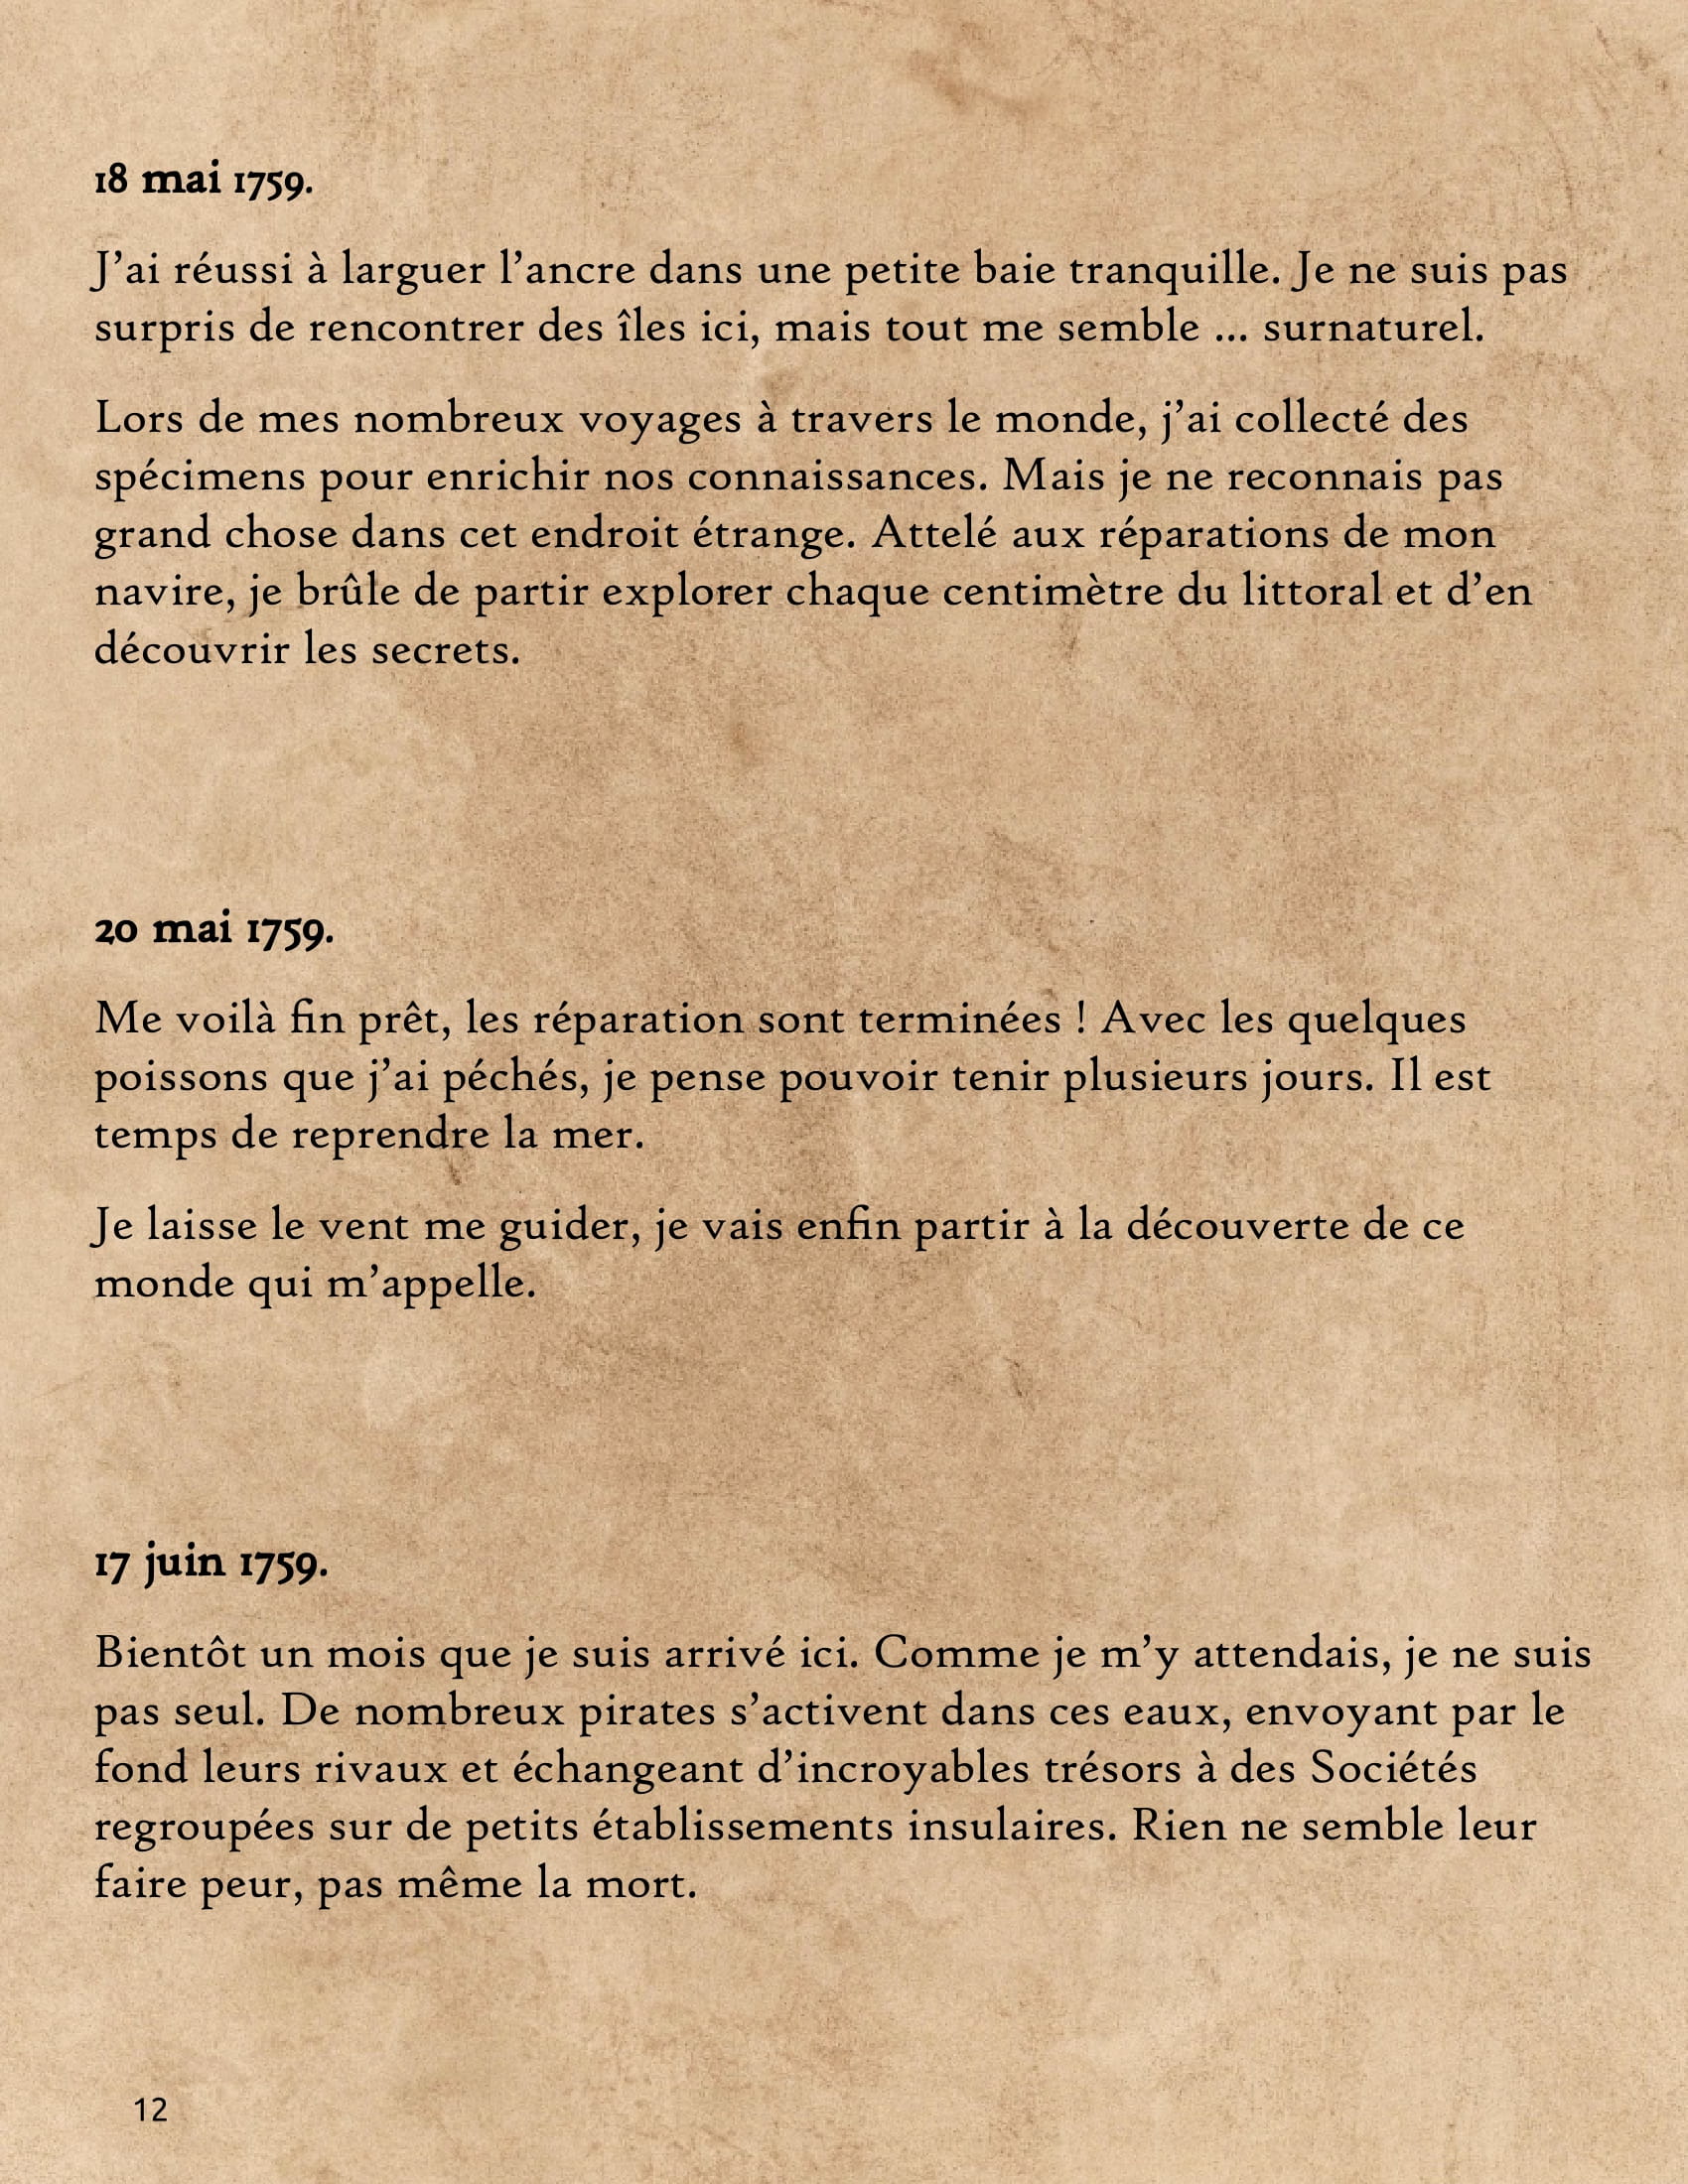 18 mai 1759.
J’ai réussi à larguer l’ancre dans une petite baie tranquille. Je ne suis pas
surpris de rencontrer des îles ici, mais tout me semble ... surnaturel.
Lors de mes nombreux voyages à travers le monde, j’ai collecté des
spécimens pour enrichir nos connaissances. Mais je ne reconnais pas
grand chose dans cet endroit étrange. Attelé aux réparations de mon
navire, je brûle de partir explorer chaque centimètre du littoral et d’en
découvrir les secrets.
20 mai 1759.
Me voilà fin prêt, les réparation sont terminées ! Avec les quelques
poissons que j’ai péchés, je pense pouvoir tenir plusieurs jours. Il est
temps de reprendre la mer.
Je laisse le vent me guider, je vais enfin partir à la découverte de ce
monde qui m’appelle.
17 juin 1759.
Bientôt un mois que je suis arrivé ici. Comme je m’y attendais, je ne suis
pas seul. De nombreux pirates s’activent dans ces eaux, envoyant par le
fond leurs rivaux et échangeant d’incroyables trésors à des Sociétés
regroupées sur de petits établissements insulaires. Rien ne semble leur
faire peur, pas même la mort.
12